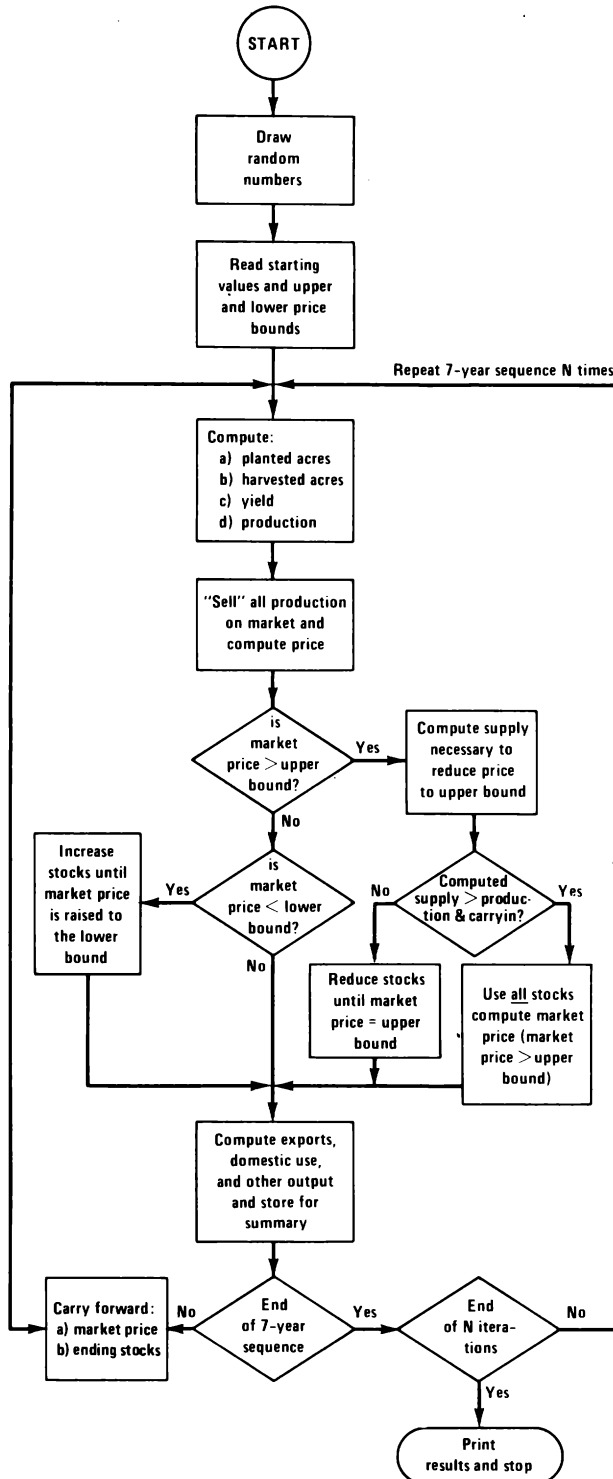 START
Draw
random
numbers
Read starting
values and upper
and lower price
bounds
Repeat 7-year sequence N times
Compute:
a) planted acres
b) harvested acres
c) yield
d) production
"Sell" all production
on market and
compute price
is
market
price > upper
bound?
Yes
No
Compute supply
necessary to
reduce price
to upper bound
Increase
stocks until
market price
is raised to
the lower
bound
Yes
is
market
price < lower
bound?
No
No
Computed
supply > produc-
tion & carryin?
Yes
Reduce stocks
until market
price = upper
bound
Use all stocks
compute market
price (market
price > upper
bound)
Compute exports,
domestic use,
and other output
and store for
summary
Carry forward:
a) market price
b) ending stocks
No
End
of 7-year
sequence
Yes
End
of N itera-
tions
No
Yes
Print
results and stop